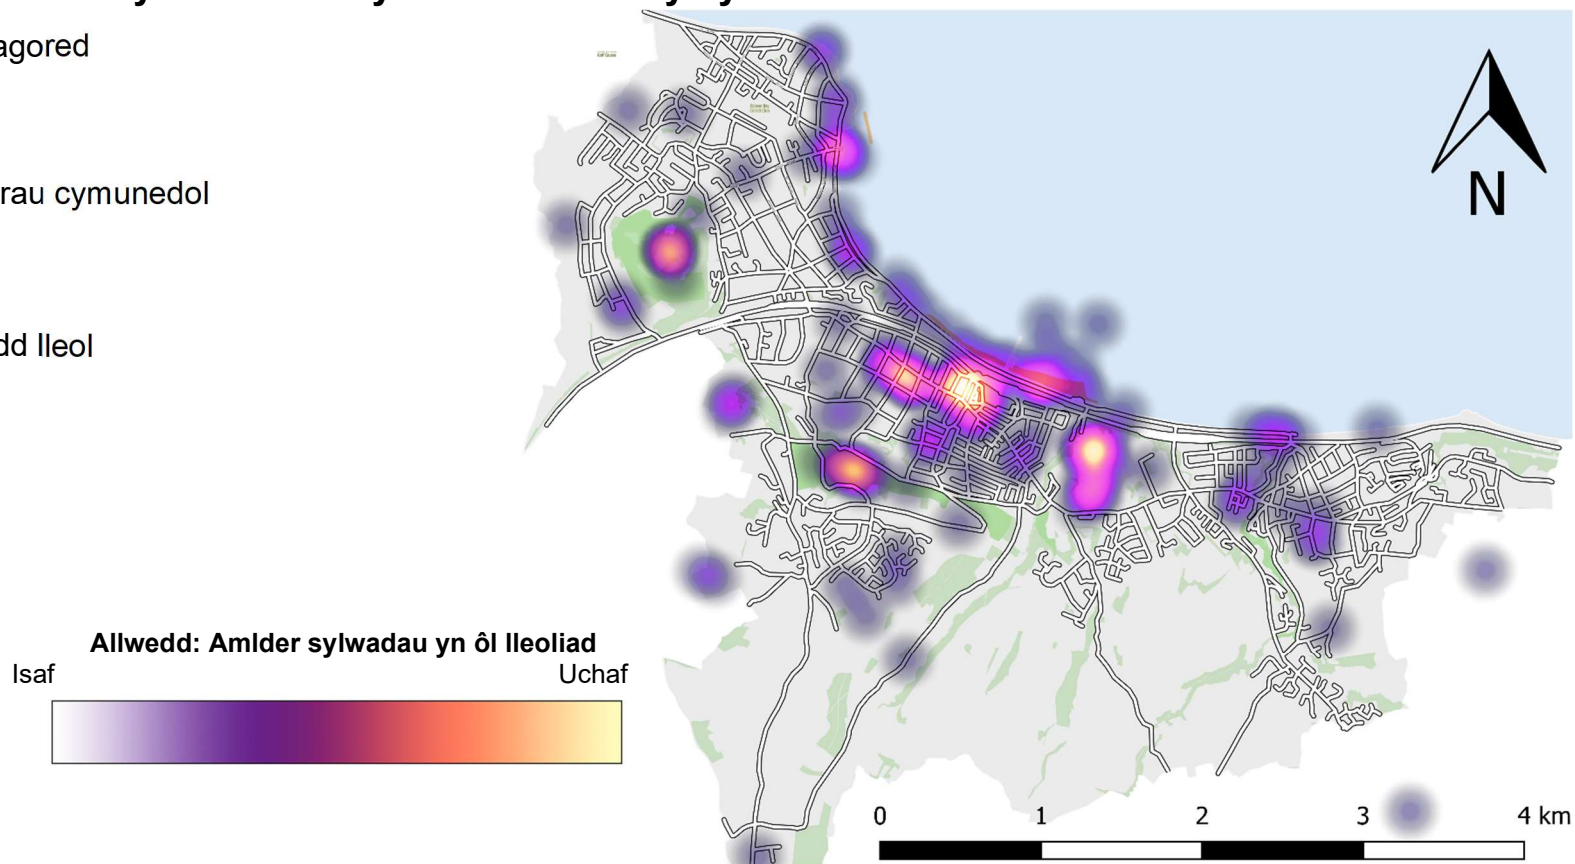 agored
rau cymunedol
dd lleol
N
Allwedd: Amlder sylwadau yn ôl lleoliad
Isaf Uchaf
0 1 2 3 4 km